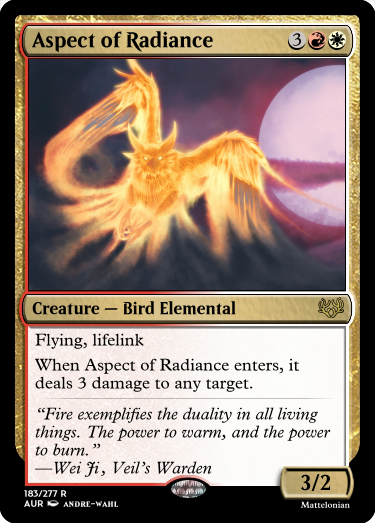 Aspect of Radiance 3
Creature — Bird Elemental
Flying, lifelink
When Aspect of Radiance enters, it
deals 3 damage to any target.
“Fire exemplifies the duality in all living
things. The power to warm, and the power
to burn.”
—Wei Ji, Veil’s Warden
3/2
183/277 R
AUR ANDRE-WAHL
Mattelonian